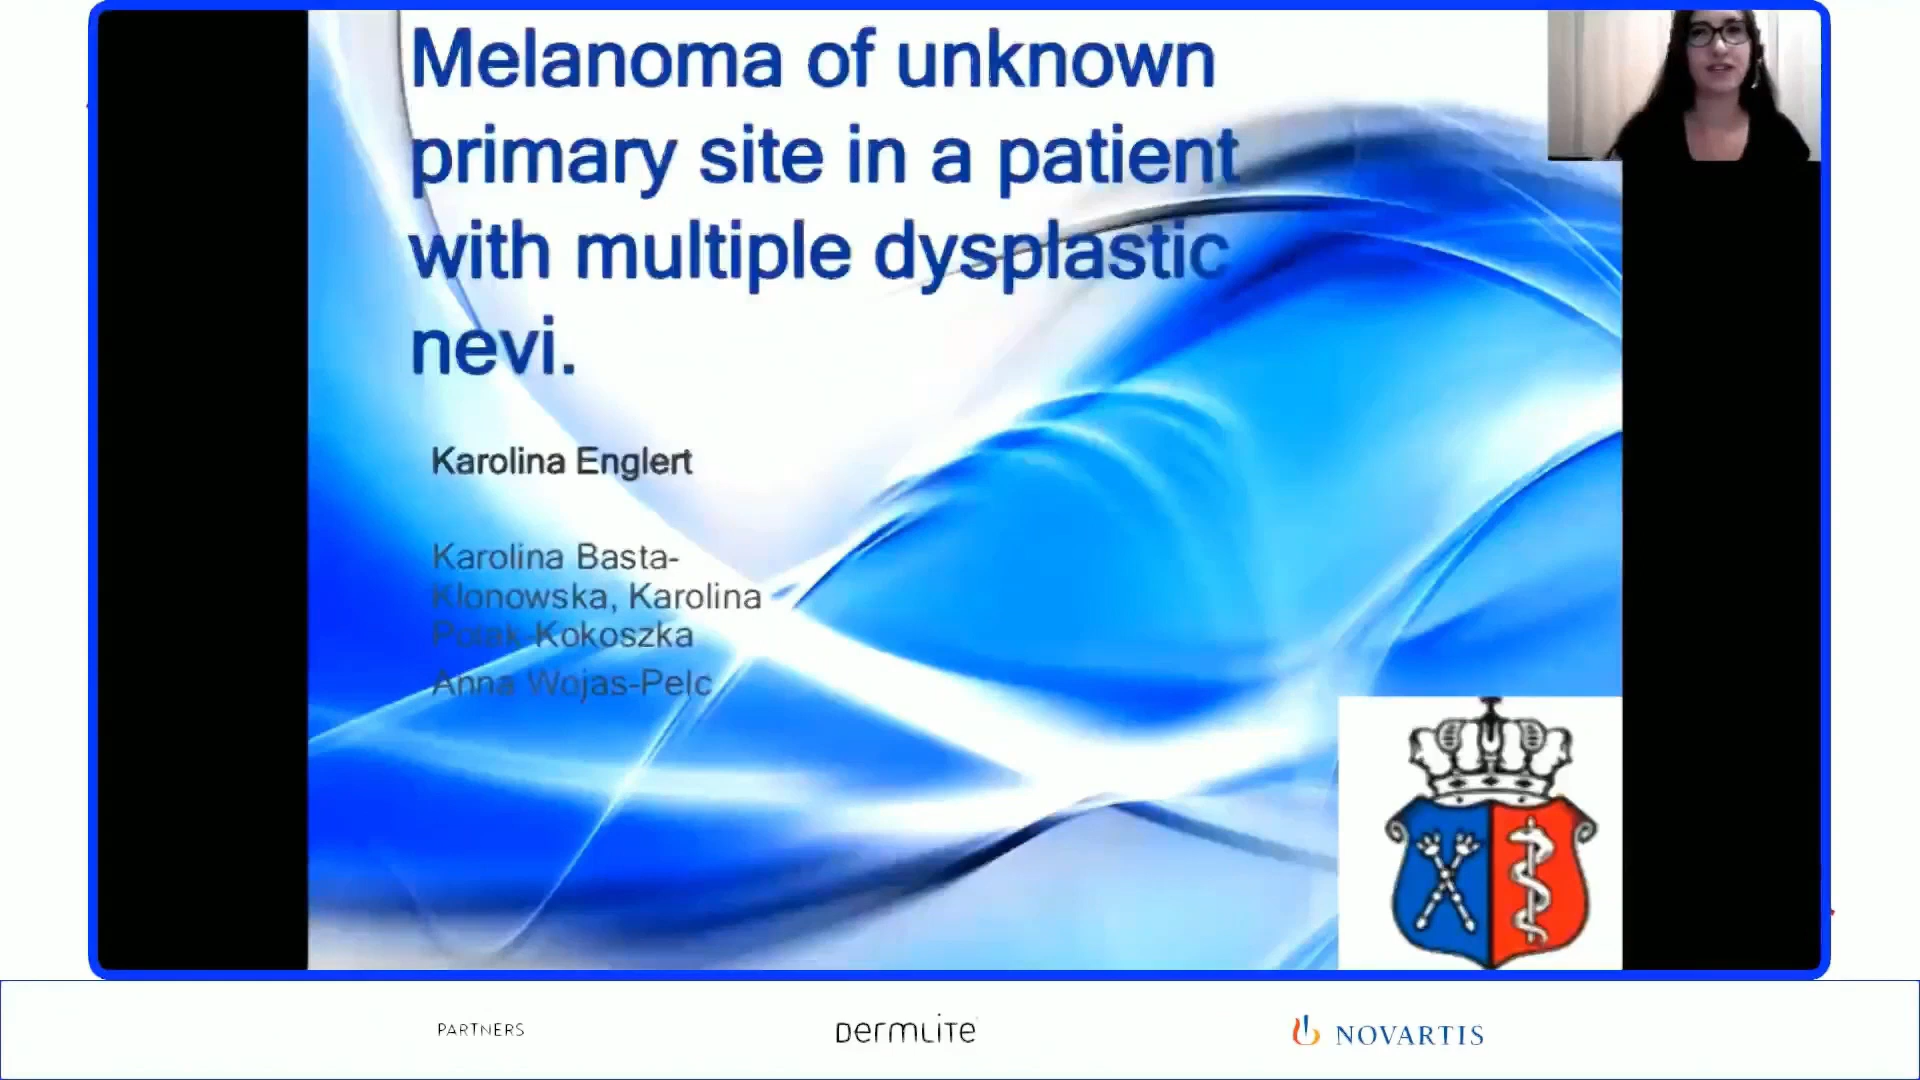 Melanoma of unknown
primary site in a patient
with multiple dysplastic
nevi.
Karolina Englert
Karolina Basta-
Klonowska, Karolina
Polak-Kokoszka
Anna Wojas-Pelc
PARTNERS
DERMLITE
NOVARTIS